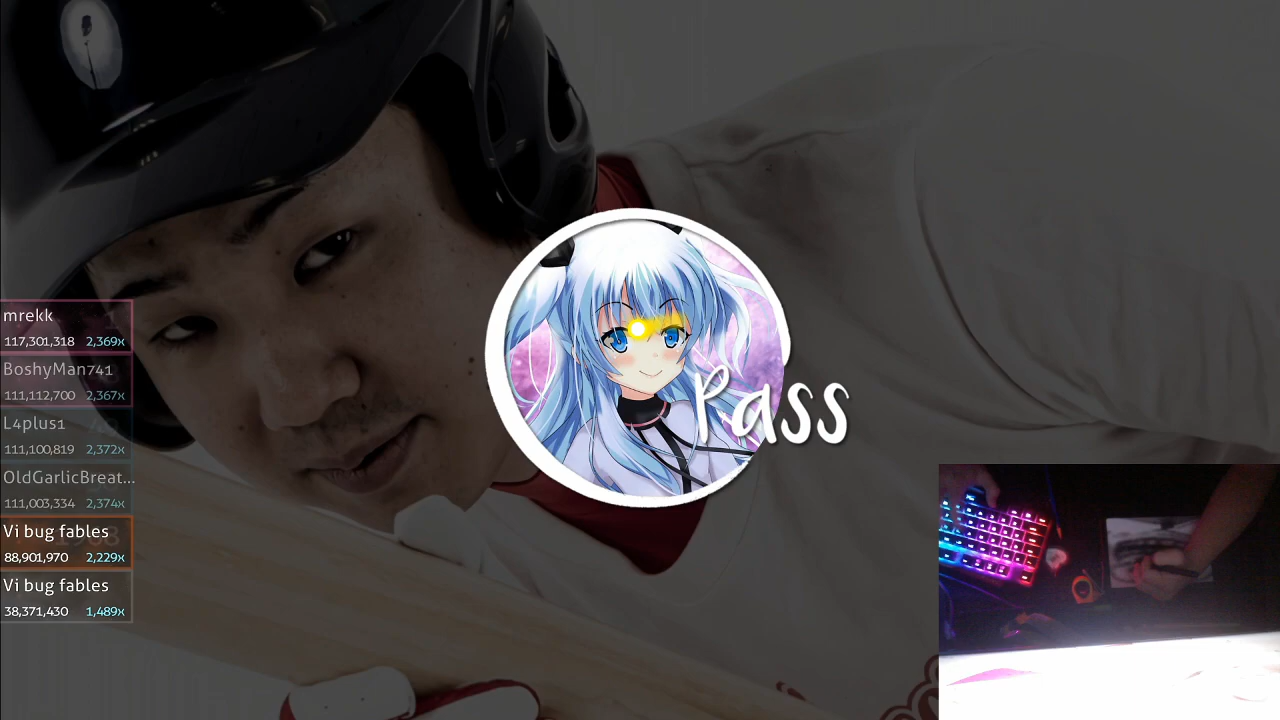 mrekk
117,301,318 2,369x
BoshyMan741
111,112,700 2,367x
L4plus1
111,100,819 2,372x
OldGarlicBreat...
111,003,334 2,374x
Vi bug fables
88,901,970 2,229x
Vi bug fables
38,371,430 1,489x
Pass